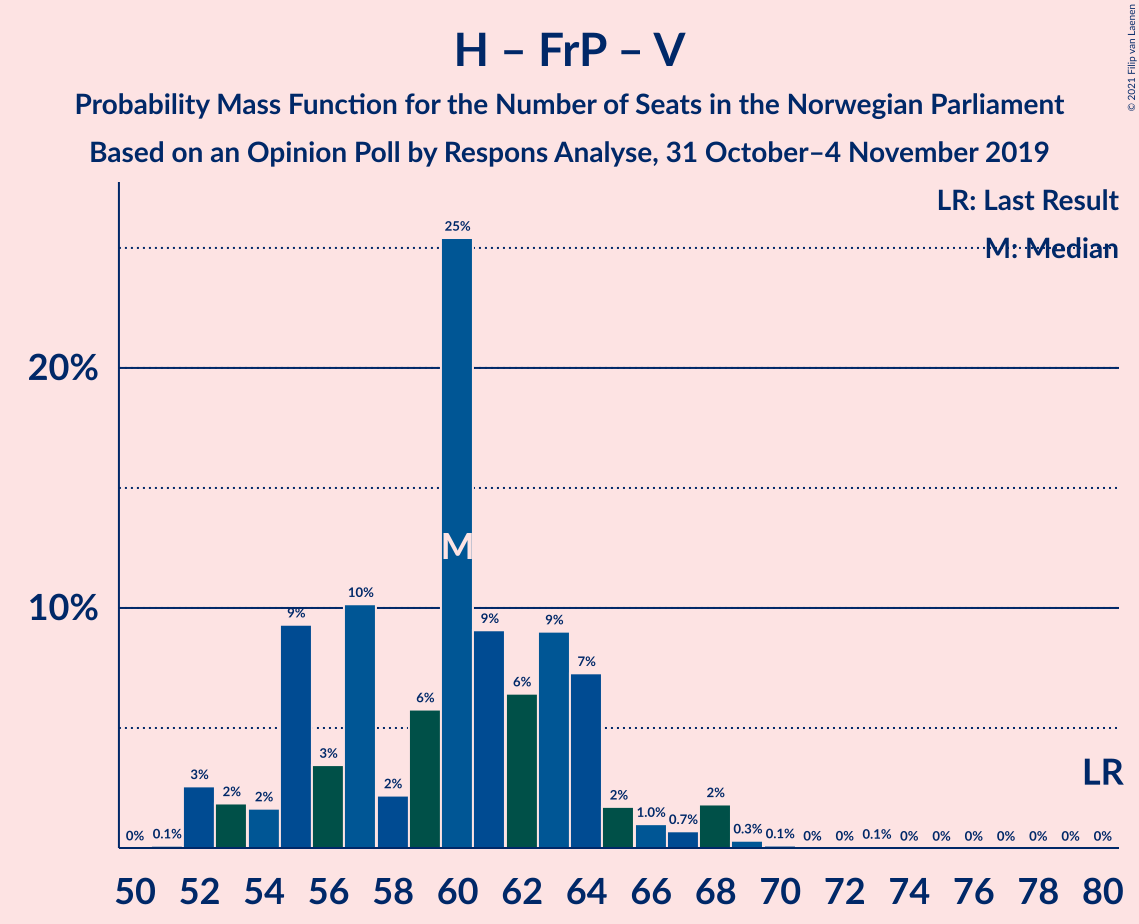 H – FrP – V
Probability Mass Function for the Number of Seats in the Norwegian Parliament
Based on an Opinion Poll by Respons Analyse, 31 October–4 November 2019
© 2021 Filip van Laenen
LR: Last Result
M: Median
20%
10%
0% 0.1% 3% 2% 2% 9% 3% 10% 2% 6% 25% 9% 6% 9% 7% 2% 1.0% 0.7% 2% 0.3% 0.1% 0% 0% 0.1% 0% 0% 0% 0% 0% 0% 0%
M
LR
50 52 54 56 58 60 62 64 66 68 70 72 74 76 78 80